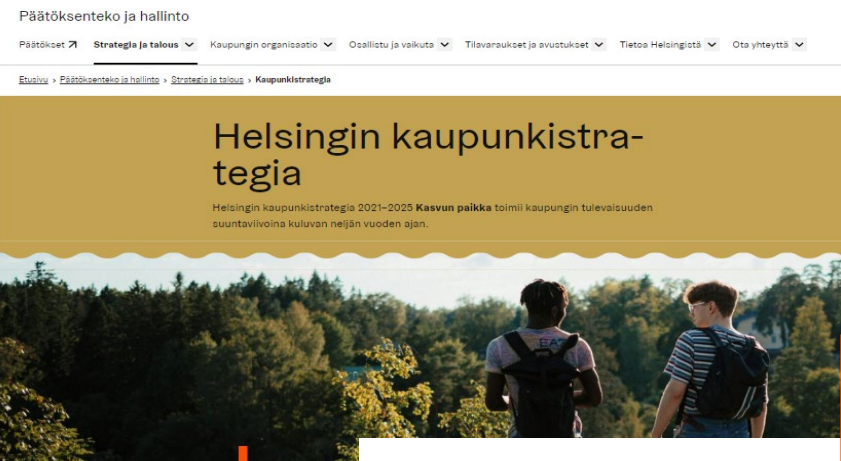 Päätöksenteko ja hallinto
Päätökset Strategia ja talous Kaupungin organisaatio Osallistu ja vaikuta Tilavaraukset ja avustukset Tietoa Helsingistä Ota yhteyttä
Etusivu > Päätöksenteko ja hallinto > Strategia ja talous > Kaupunkistrategia
Helsingin kaupunkistra-
tegia
Helsingin kaupunkistrategia 2021–2025 Kasvun paikka toimii kaupungin tulevaisuuden
suuntaviivoina kuluvan neljän vuoden ajan.